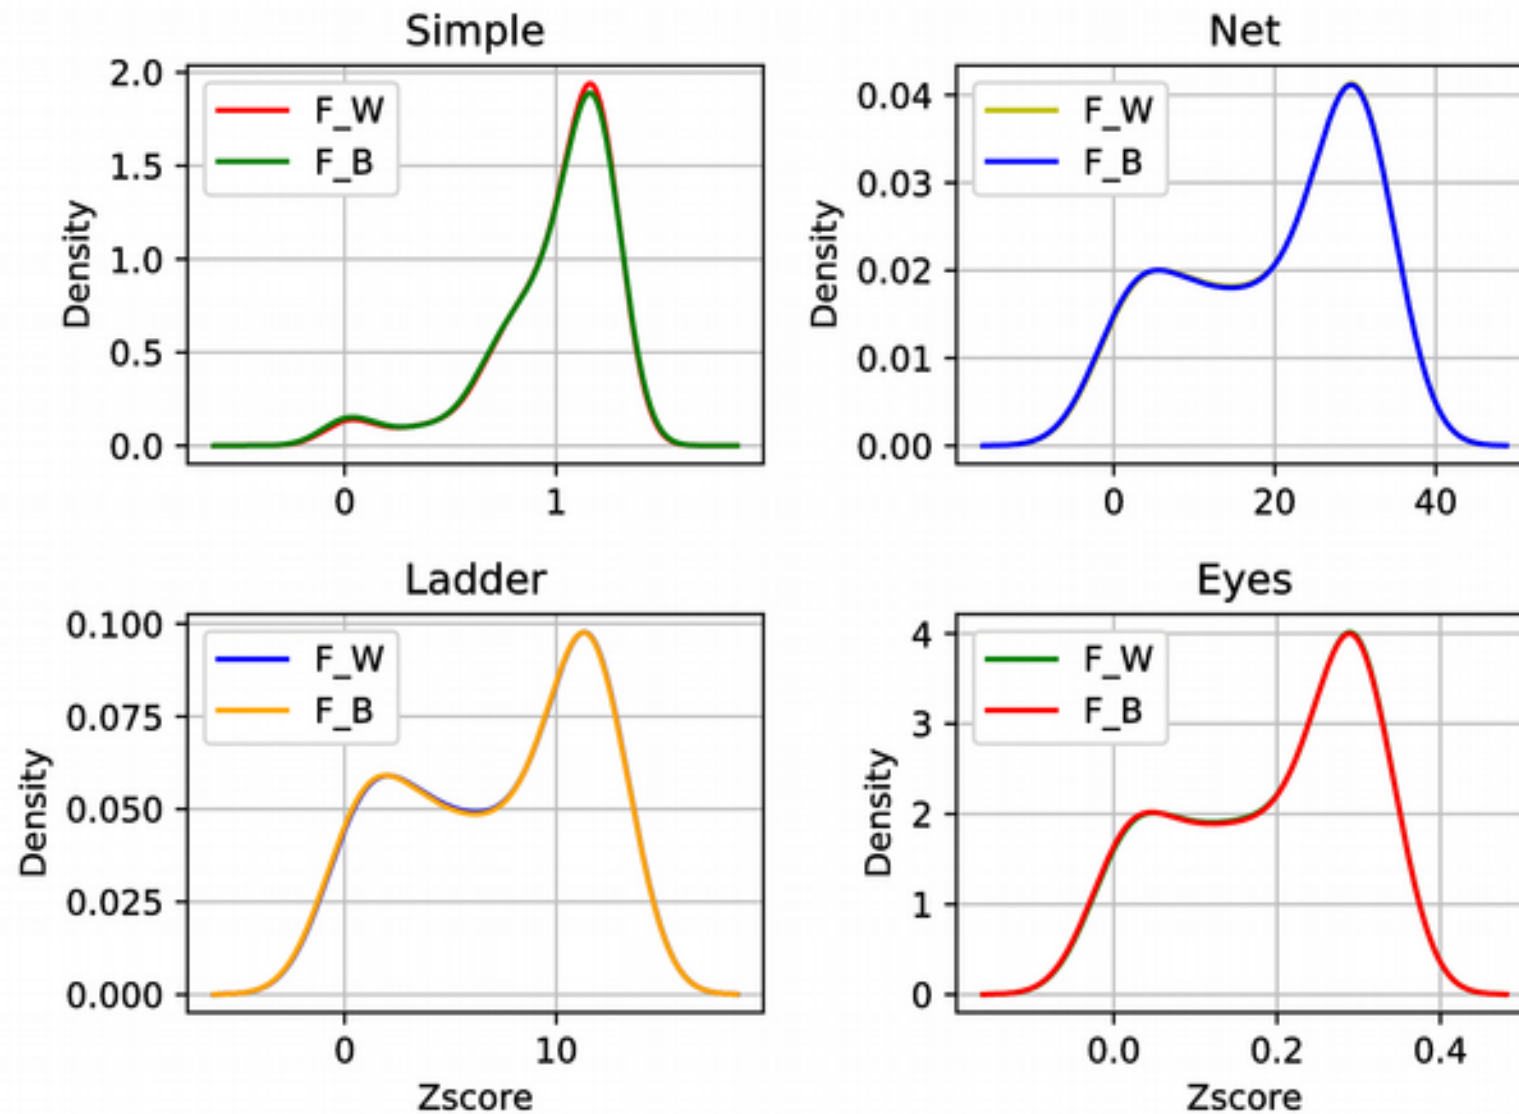 Simple
2.0
1.5
1.0
0.5
0.0
Density
F_W
F_B
0 1
Net
0.04
0.03
0.02
0.01
0.00
Density
F_W
F_B
0 20 40
Ladder
0.100
0.075
0.050
0.025
0.000
Density
F_W
F_B
0 10
Zscore
Eyes
4
3
2
1
0
Density
F_W
F_B
0.0 0.2 0.4
Zscore